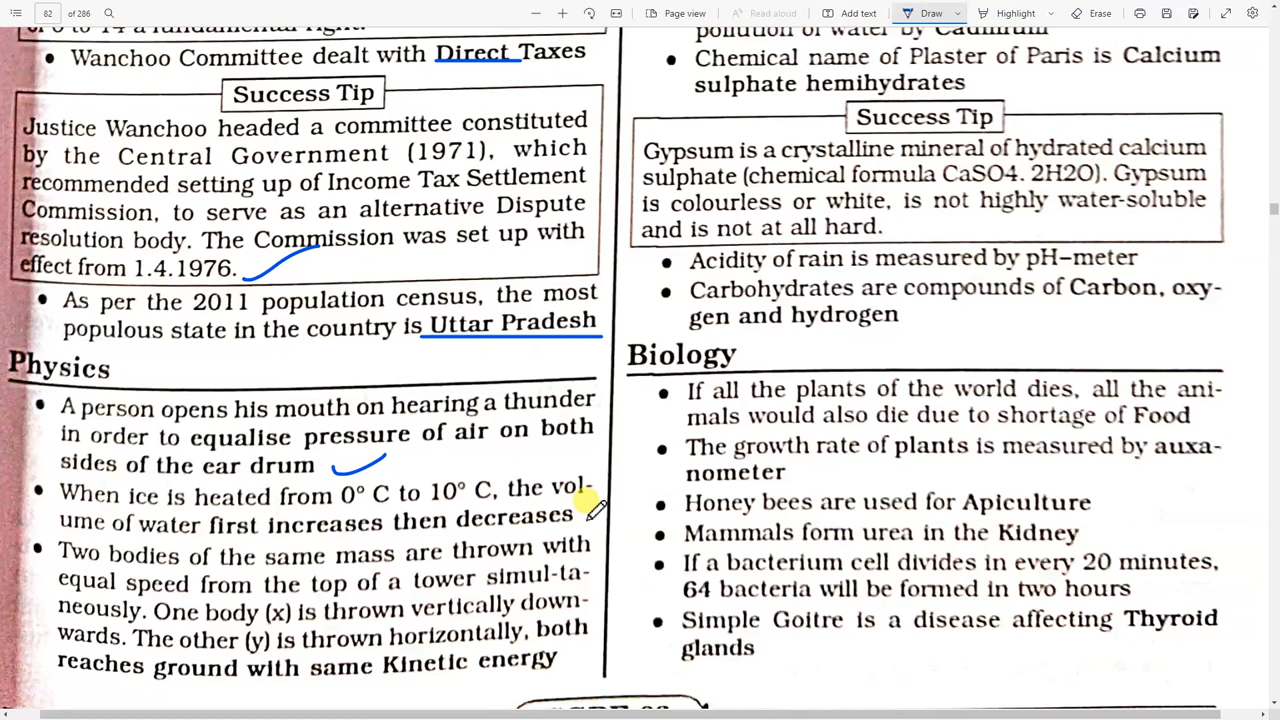 82 of 286
Page view
Read aloud
Add text
Draw
Highlight
Erase
of 6 to 14 a fundamental right.
• Wanchoo Committee dealt with Direct Taxes
Success Tip
Justice Wanchoo headed a committee constituted
by the Central Government (1971), which
recommended setting up of Income Tax Settlement
Commission, to serve as an alternative Dispute
resolution body. The Commission was set up with
effect from 1.4.1976.
• As per the 2011 population census, the most
populous state in the country is Uttar Pradesh
Physics
• A person opens his mouth on hearing a thunder
in order to equalise pressure of air on both
sides of the ear drum
• When ice is heated from 0° C to 10° C, the vol-
ume of water first increases then decreases
• Two bodies of the same mass are thrown with
equal speed from the top of a tower simul-ta-
neously. One body (x) is thrown vertically down-
wards. The other (y) is thrown horizontally, both
reaches ground with same Kinetic energy
pollution of water by Cadmium
• Chemical name of Plaster of Paris is Calcium
sulphate hemihydrates
Success Tip
Gypsum is a crystalline mineral of hydrated calcium
sulphate (chemical formula CaSO4. 2H2O). Gypsum
is colourless or white, is not highly water-soluble
and is not at all hard.
• Acidity of rain is measured by pH-meter
• Carbohydrates are compounds of Carbon, oxy-
gen and hydrogen
Biology
• If all the plants of the world dies, all the ani-
mals would also die due to shortage of Food
• The growth rate of plants is measured by auxa-
nometer
• Honey bees are used for Apiculture
• Mammals form urea in the Kidney
• If a bacterium cell divides in every 20 minutes,
64 bacteria will be formed in two hours
• Simple Goitre is a disease affecting Thyroid
glands